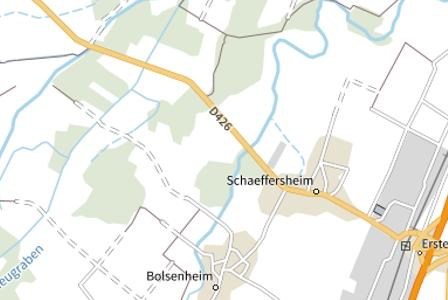 D426
Schaeffersheim
Erste
Bolsenheim
eugraben